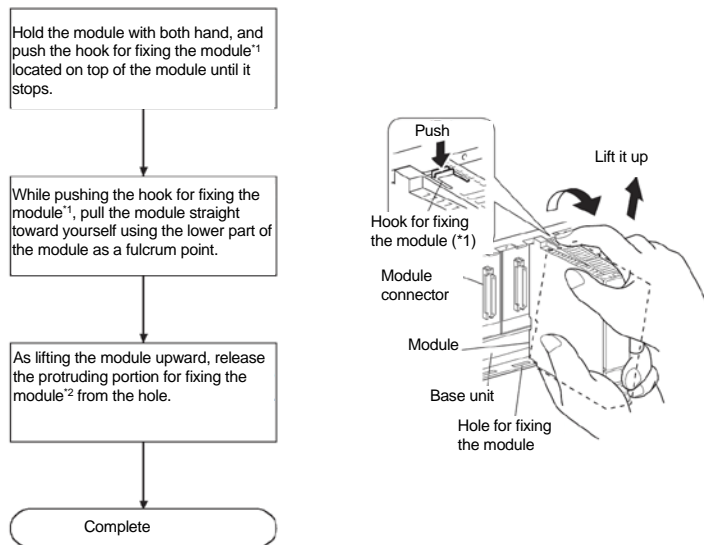 Hold the module with both hand, and
push the hook for fixing the module*1
located on top of the module until it
stops.
While pushing the hook for fixing the
module*1, pull the module straight
toward yourself using the lower part of
the module as a fulcrum point.
As lifting the module upward, release
the protruding portion for fixing the
module*2 from the hole.
Complete
Push
Lift it up
Hook for fixing
the module (*1)
Module
connector
Module
Base unit
Hole for fixing
the module